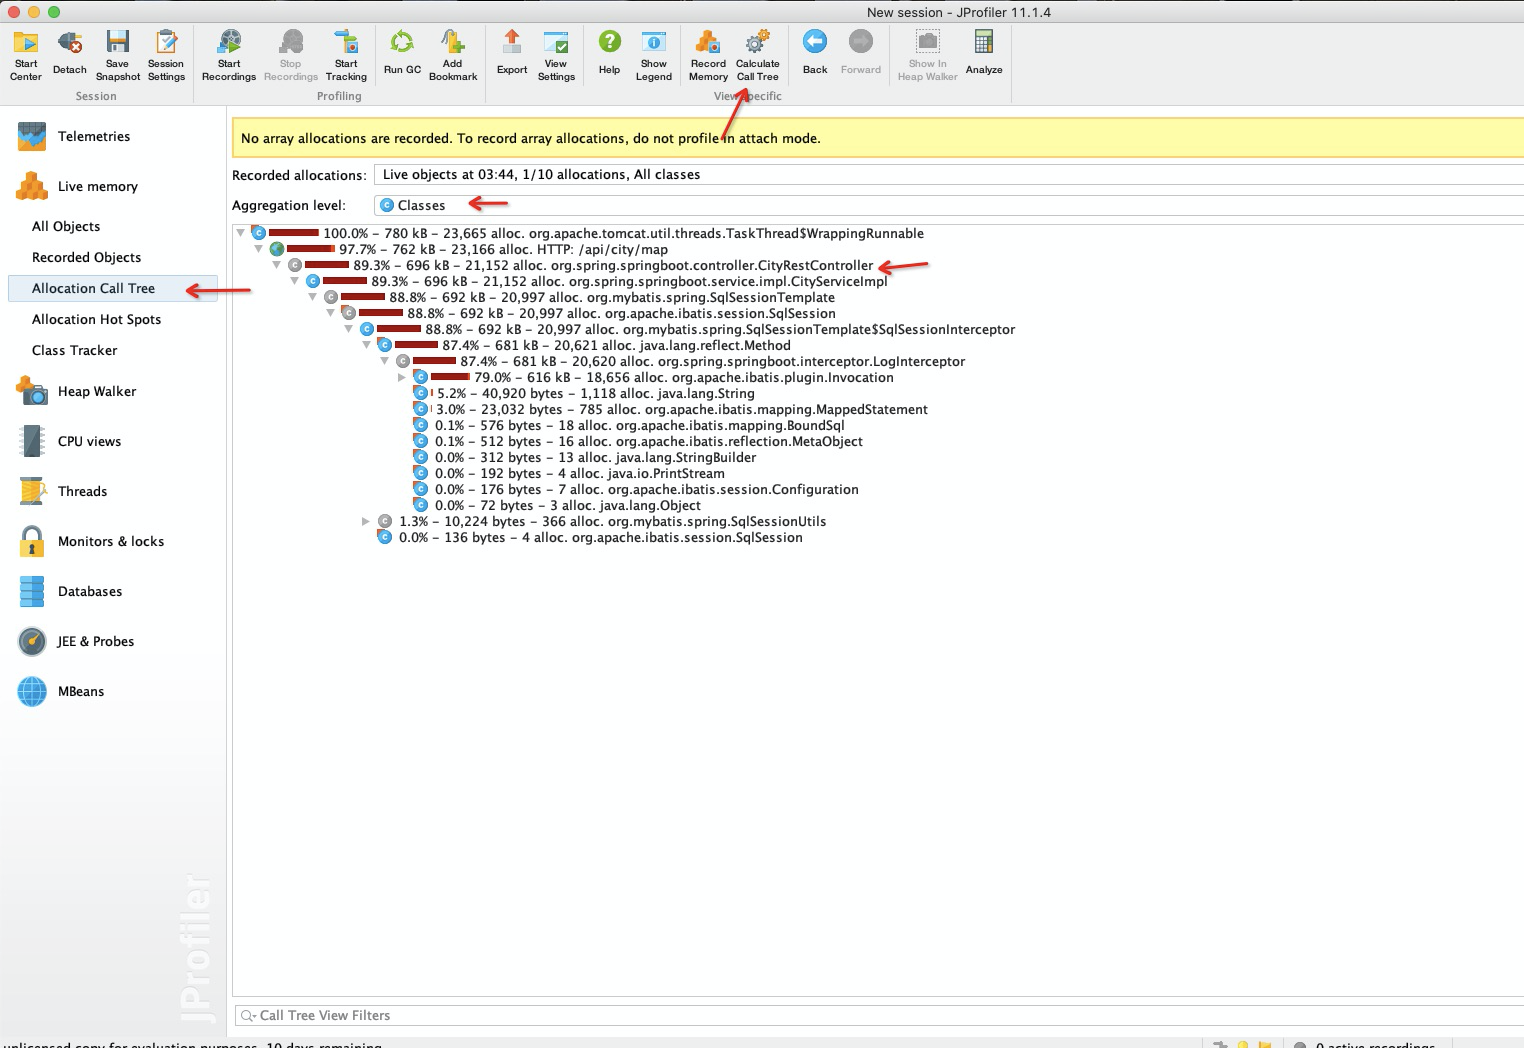 New session - JProfiler 11.1.4
Start Center
Detach
Save Snapshot
Session Settings
Start Recordings
Stop Recordings
Start Tracking
Run GC
Add Bookmark
Export
View Settings
Help
Show Legend
Record Memory
Calculate Call Tree
Back
Forward
Show In Heap Walker
Analyze
Session
Profiling
View Specific
Telemetries
Live memory
All Objects
Recorded Objects
Allocation Call Tree
Allocation Hot Spots
Class Tracker
Heap Walker
CPU views
Threads
Monitors & locks
Databases
JEE & Probes
MBeans
JProfiler
No array allocations are recorded. To record array allocations, do not profile in attach mode.
Recorded allocations: Live objects at 03:44, 1/10 allocations, All classes
Aggregation level: Classes
100.0% - 780 kB - 23,665 alloc. org.apache.tomcat.util.threads.TaskThread$WrappingRunnable
97.7% - 762 kB - 23,166 alloc. HTTP: /api/city/map
89.3% - 696 kB - 21,152 alloc. org.spring.springboot.controller.CityRestController
89.3% - 696 kB - 21,152 alloc. org.spring.springboot.service.impl.CityServiceImpl
88.8% - 692 kB - 20,997 alloc. org.mybatis.spring.SqlSessionTemplate
88.8% - 692 kB - 20,997 alloc. org.apache.ibatis.session.SqlSession
88.8% - 692 kB - 20,997 alloc. org.mybatis.spring.SqlSessionTemplate$SqlSessionInterceptor
87.4% - 681 kB - 20,621 alloc. java.lang.reflect.Method
87.4% - 681 kB - 20,620 alloc. org.spring.springboot.interceptor.LogInterceptor
79.0% - 616 kB - 18,656 alloc. org.apache.ibatis.plugin.Invocation
5.2% - 40,920 bytes - 1,118 alloc. java.lang.String
3.0% - 23,032 bytes - 785 alloc. org.apache.ibatis.mapping.MappedStatement
0.1% - 576 bytes - 18 alloc. org.apache.ibatis.mapping.BoundSql
0.1% - 512 bytes - 16 alloc. org.apache.ibatis.reflection.MetaObject
0.0% - 312 bytes - 13 alloc. java.lang.StringBuilder
0.0% - 192 bytes - 4 alloc. java.io.PrintStream
0.0% - 176 bytes - 7 alloc. org.apache.ibatis.session.Configuration
0.0% - 72 bytes - 3 alloc. java.lang.Object
1.3% - 10,224 bytes - 366 alloc. org.mybatis.spring.SqlSessionUtils
0.0% - 136 bytes - 4 alloc. org.apache.ibatis.session.SqlSession
Call Tree View Filters
unlicensed copy for evaluation purposes, 10 days remaining
0 active recordings